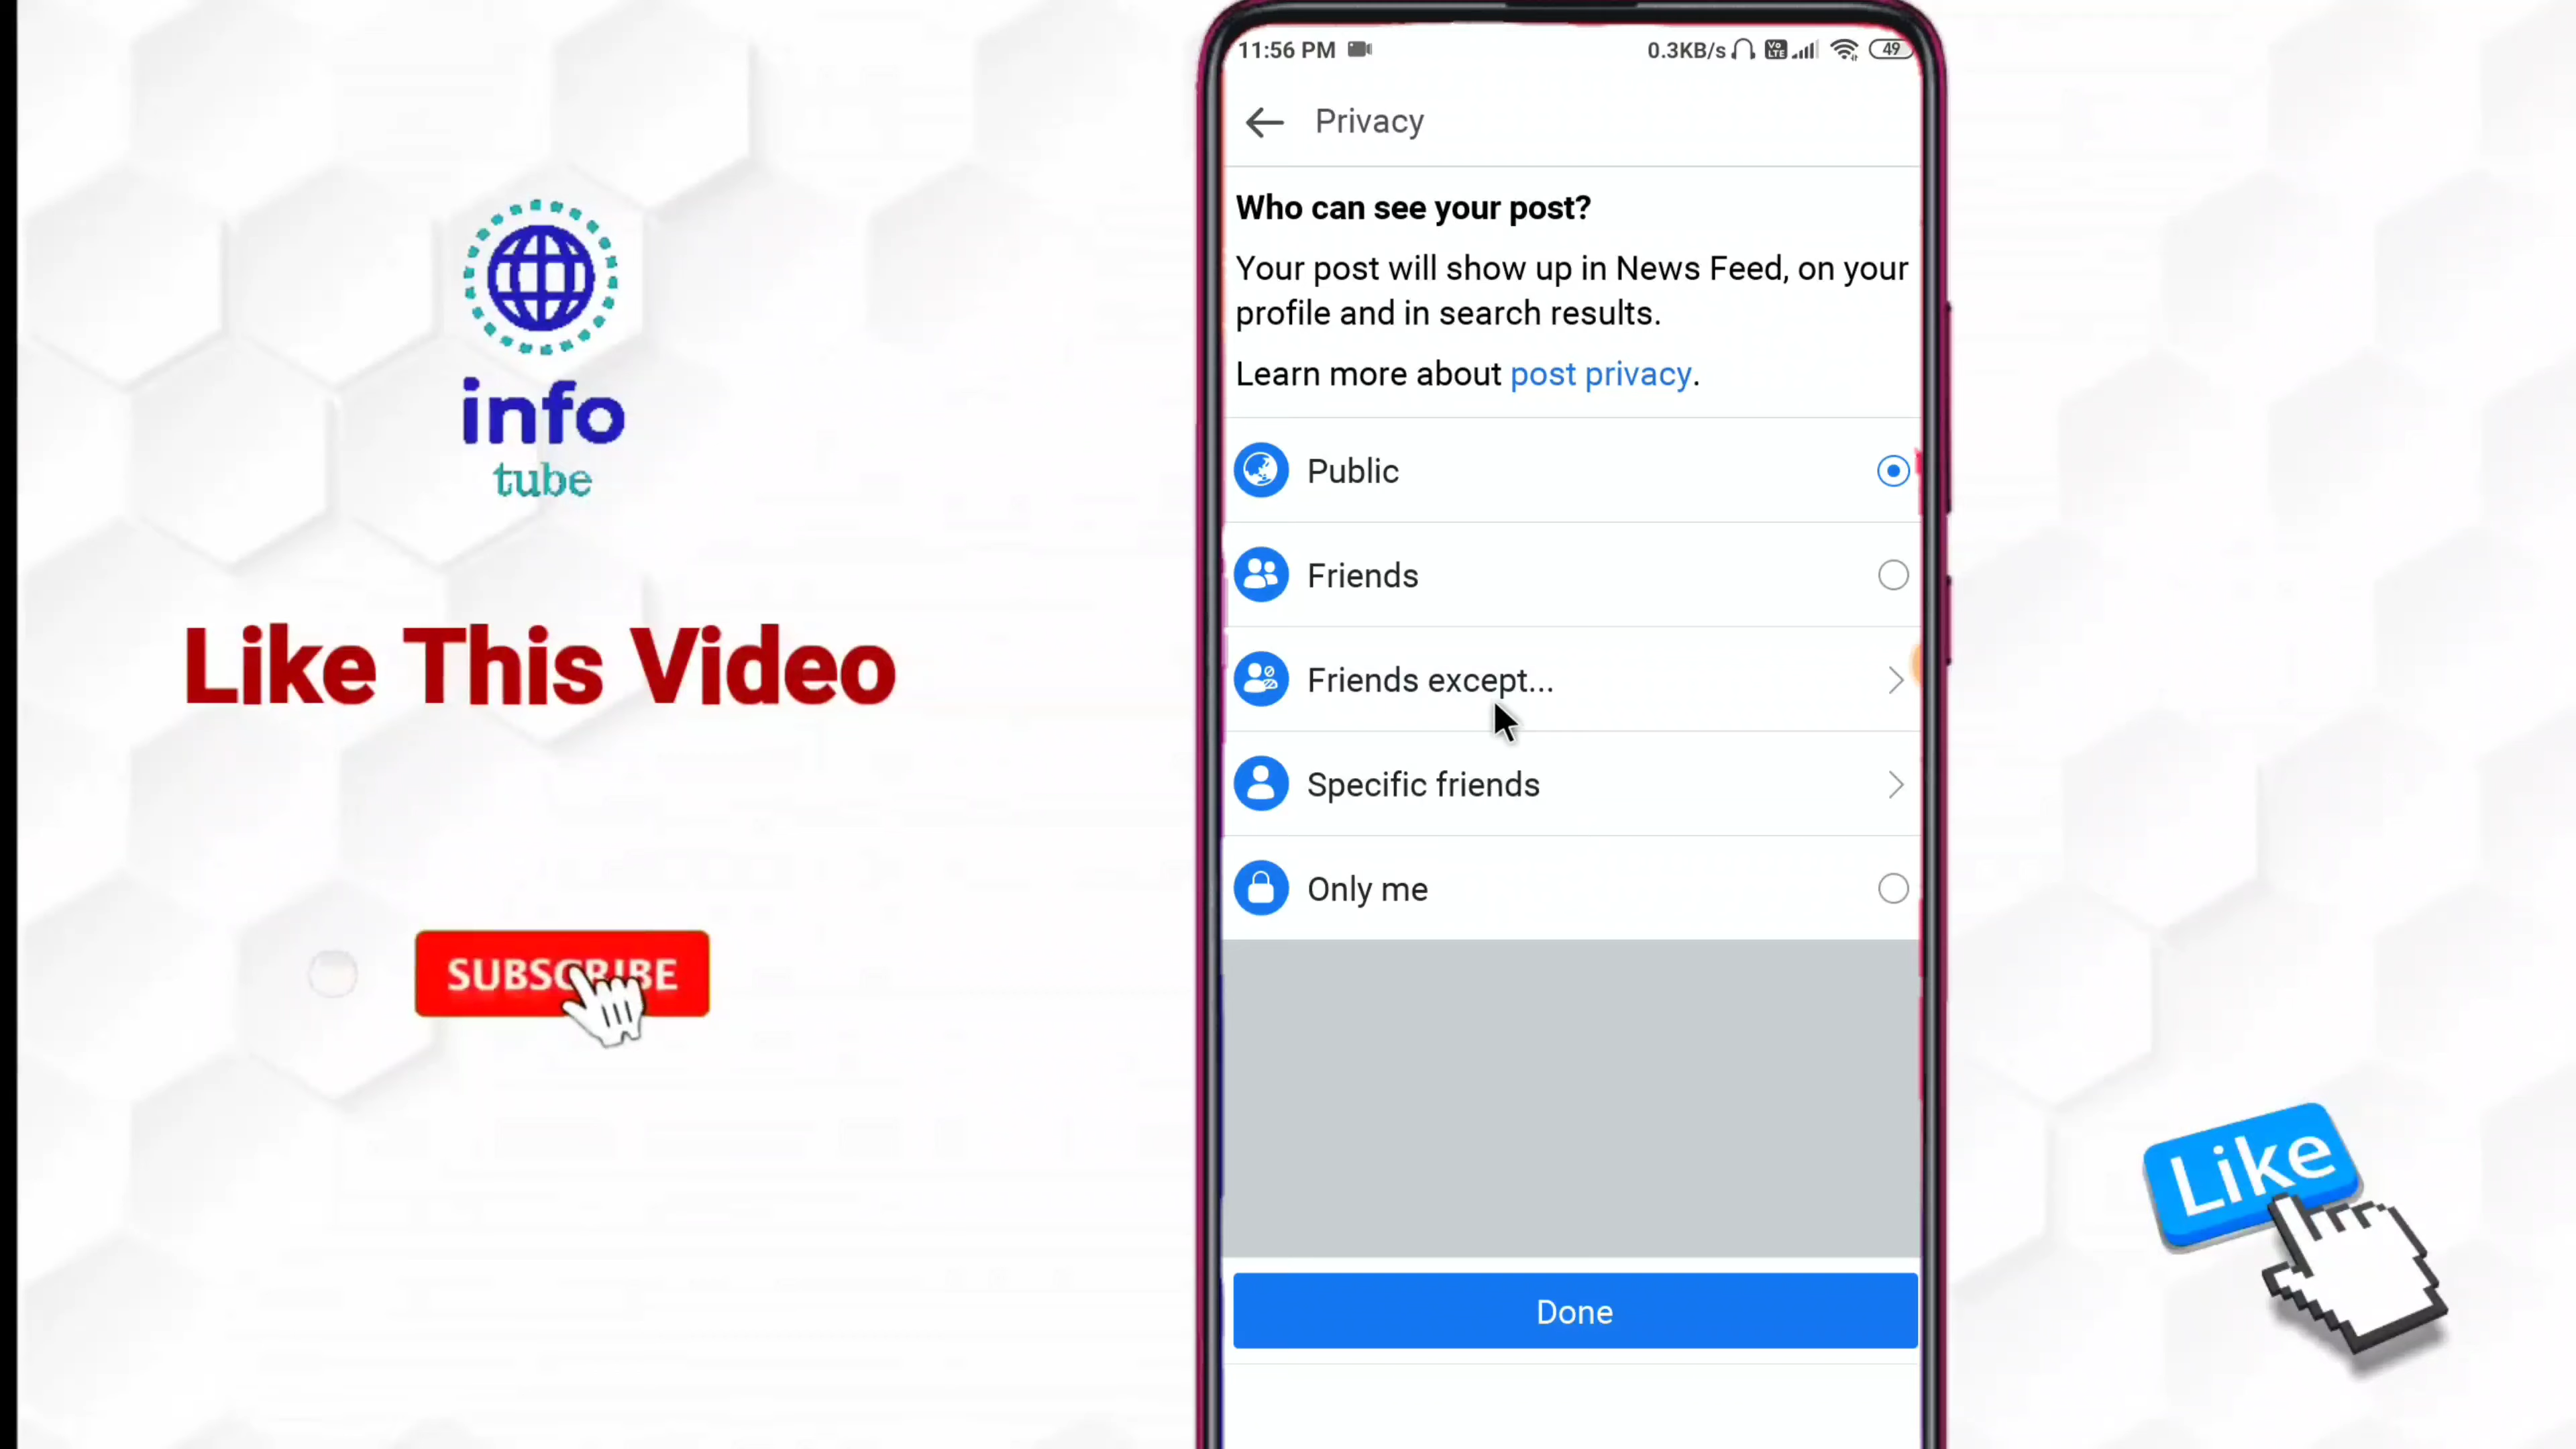 info
tube
Like This Video
SUBSCRIBE
11:56 PM
0.3KB/s
Vo
LTE
49
Privacy
Who can see your post?
Your post will show up in News Feed, on your
profile and in search results.
Learn more about post privacy.
Public
Friends
Friends except...
Specific friends
Only me
Done
Like